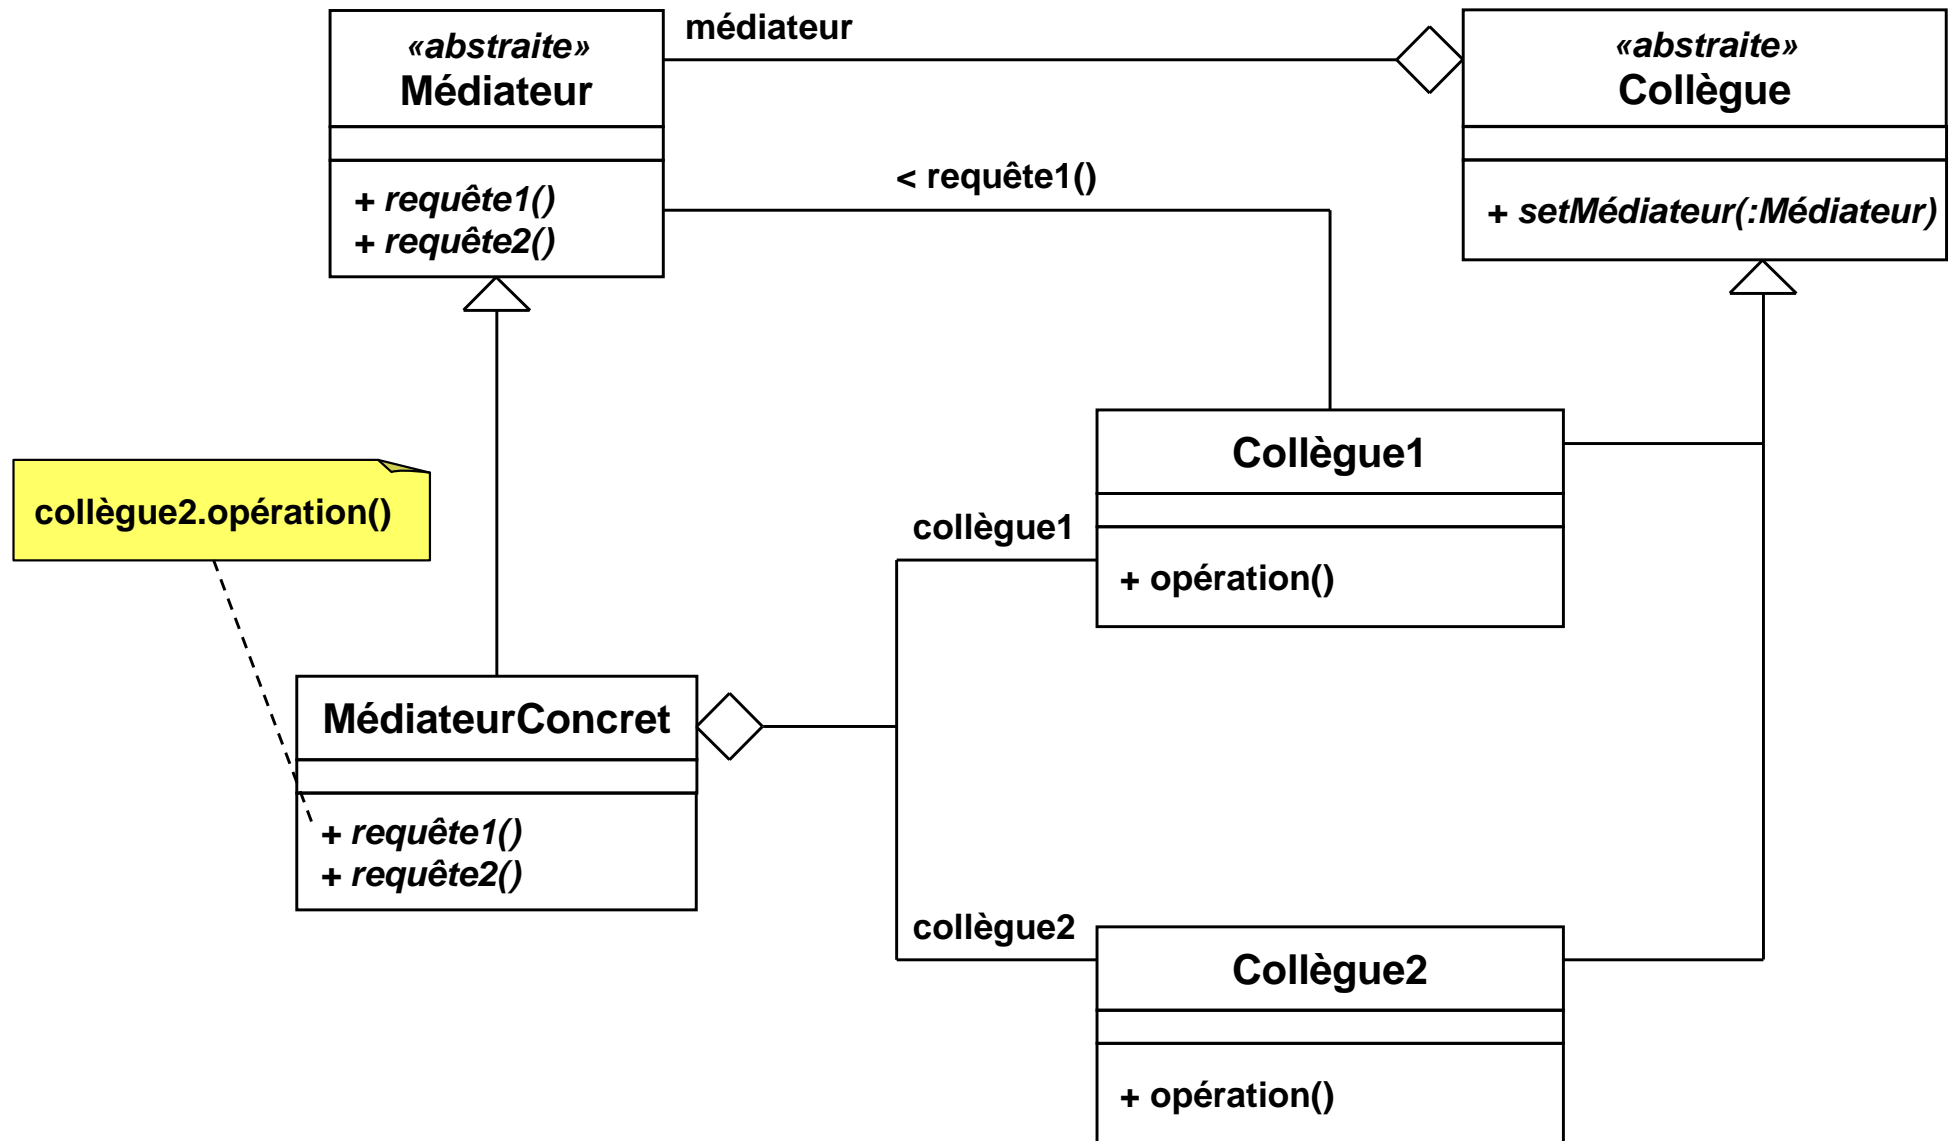 «abstraite»
Médiateur
+ requête1()
+ requête2()
médiateur
«abstraite»
Collègue
+ setMédiateur(:Médiateur)
< requête1()
Collègue1
+ opération()
collègue2.opération()
collègue1
MédiateurConcret
+ requête1()
+ requête2()
collègue2
Collègue2
+ opération()